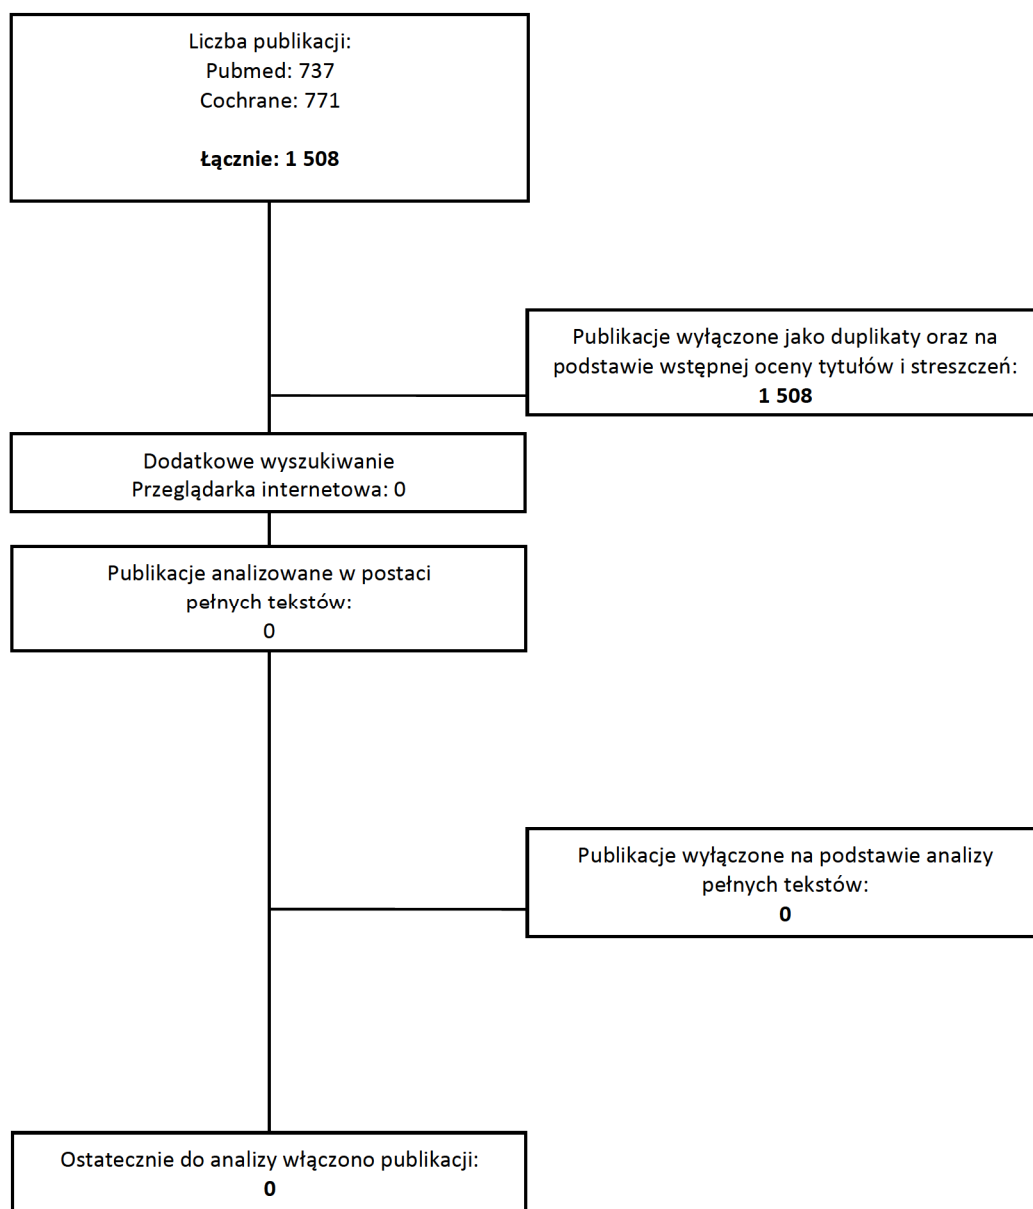 Liczba publikacji:
Pubmed: 737
Cochrane: 771
Łącznie: 1 508
Publikacje wyłączone jako duplikaty oraz na
podstawie wstępnej oceny tytułów i streszczeń:
1 508
Dodatkowe wyszukiwanie
Przeglądarka internetowa: 0
Publikacje analizowane w postaci
pełnych tekstów:
0
Publikacje wyłączone na podstawie analizy
pełnych tekstów:
0
Ostatecznie do analizy włączono publikacji:
0